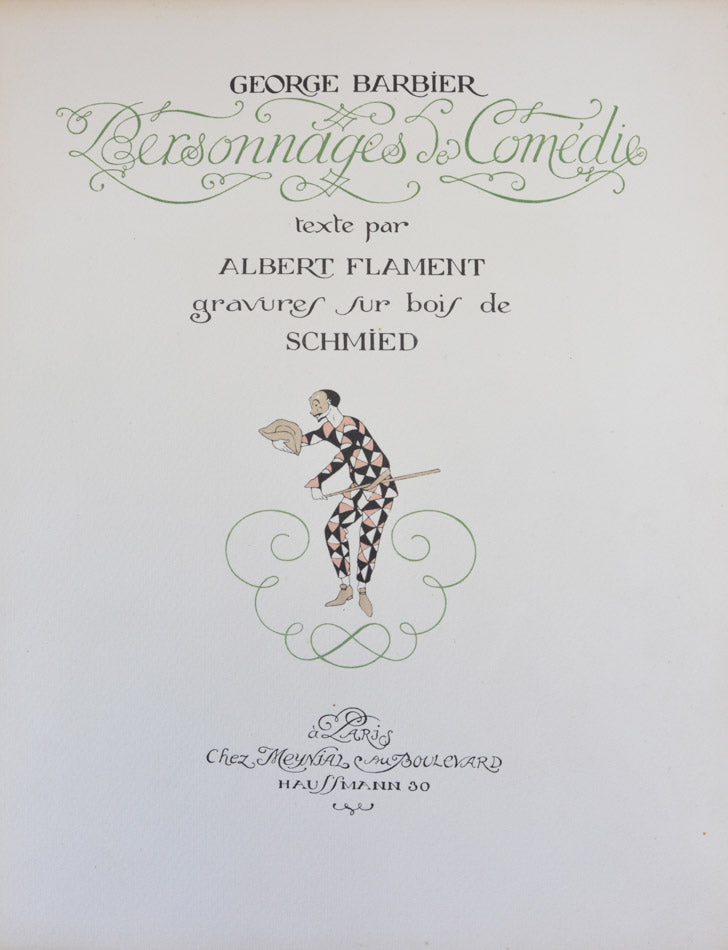 GEORGE BARBIER
Personnages de Comédie
texte par
ALBERT FLAMENT
gravures sur bois de
SCHMIED
à PARIS
Chez MEYNIAL au BOULEVARD
HAUSSMANN 30